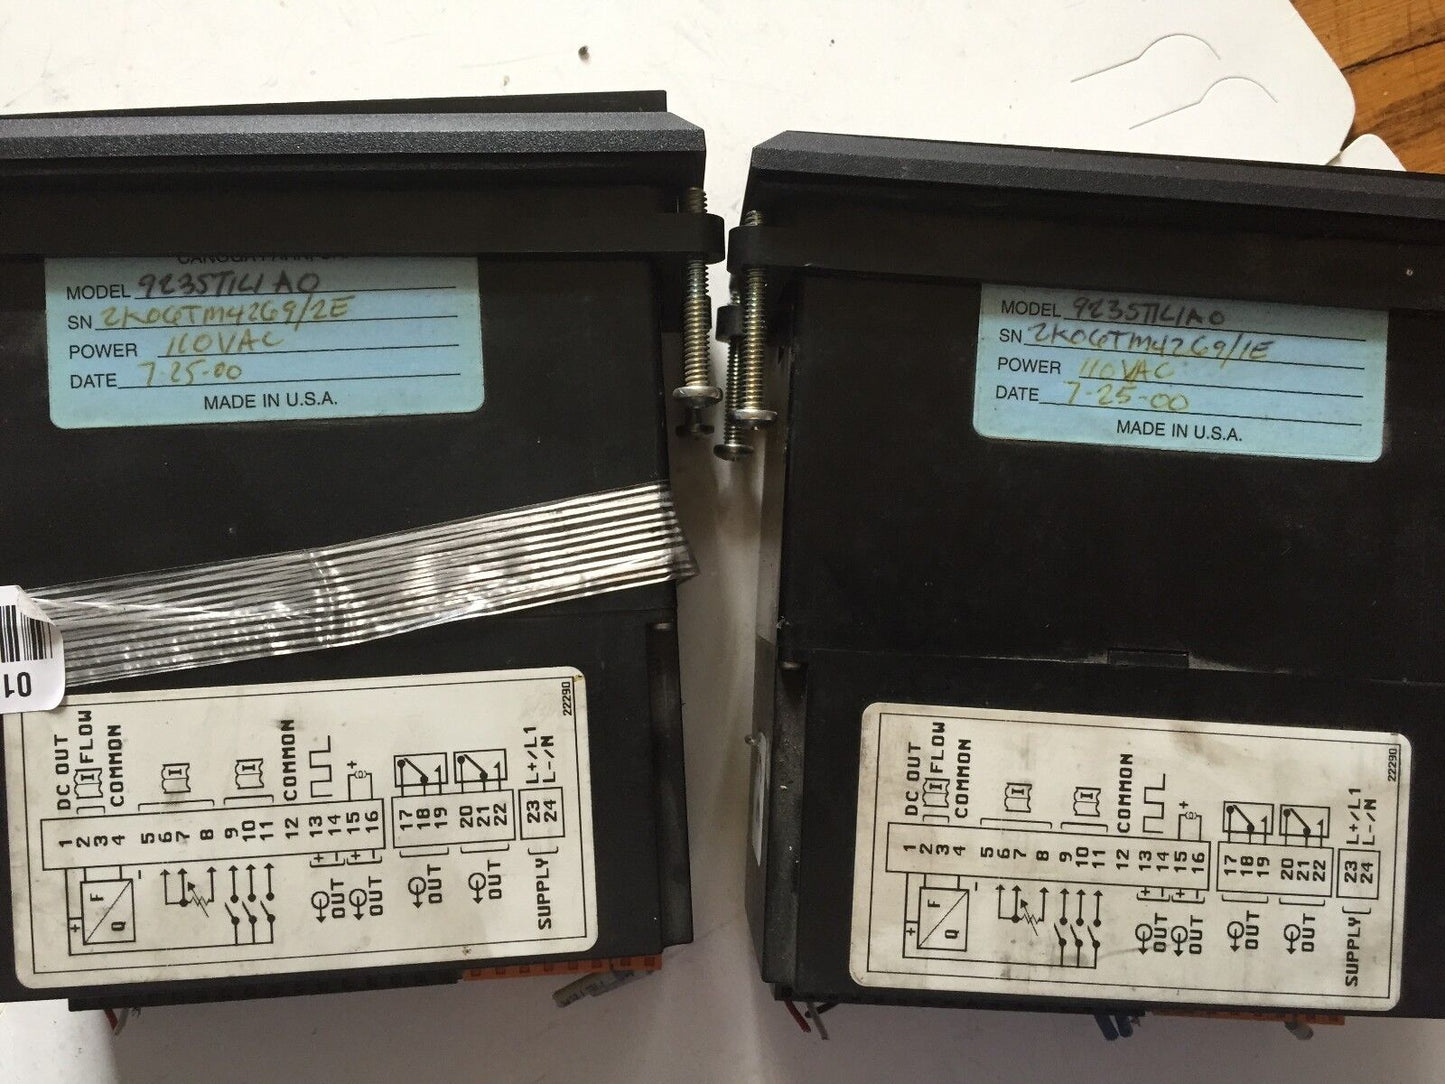 MODEL 9235T1L1A0
SN 2K06TM4269/2E
POWER 110VAC
DATE 7-25-00
MADE IN U.S.A.
01
DC OUT
FLOW
COMMON
COMMON
22290
L+/L1
L-/N
1 2 3 4 5 6 7 8 9 10 11 12 13 14 15 16 17 18 19 20 21 22 23 24
F
Q
OUT
OUT
OUT
OUT
SUPPLY
MODEL 9235T1L1A0
SN 2K06TM4269/1E
POWER 110VAC
DATE 7-25-00
MADE IN U.S.A.
DC OUT
FLOW
COMMON
COMMON
22290
L+/L1
L-/N
1 2 3 4 5 6 7 8 9 10 11 12 13 14 15 16 17 18 19 20 21 22 23 24
F
Q
OUT
OUT
OUT
OUT
SUPPLY